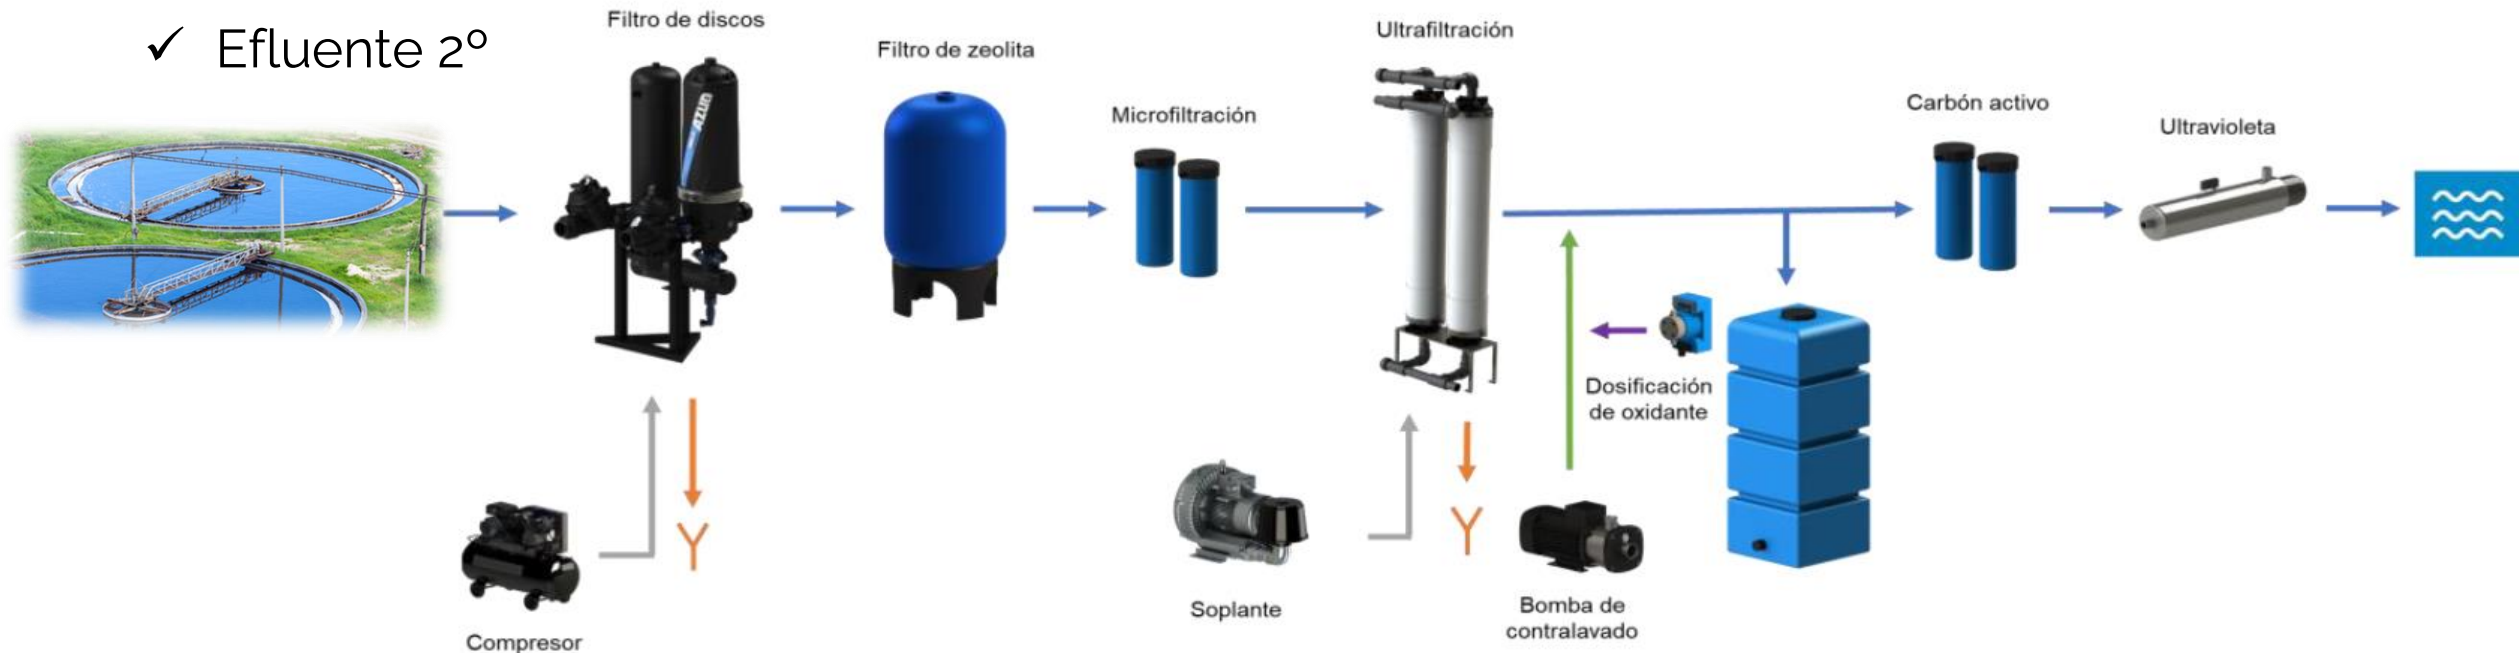 ✓ Efluente 2º
Filtro de discos
Filtro de zeolita
Microfiltración
Ultrafiltración
Carbón activo
Ultravioleta
AZUD
Dosificación
de oxidante
Compresor
Soplante
Bomba de
contralavado